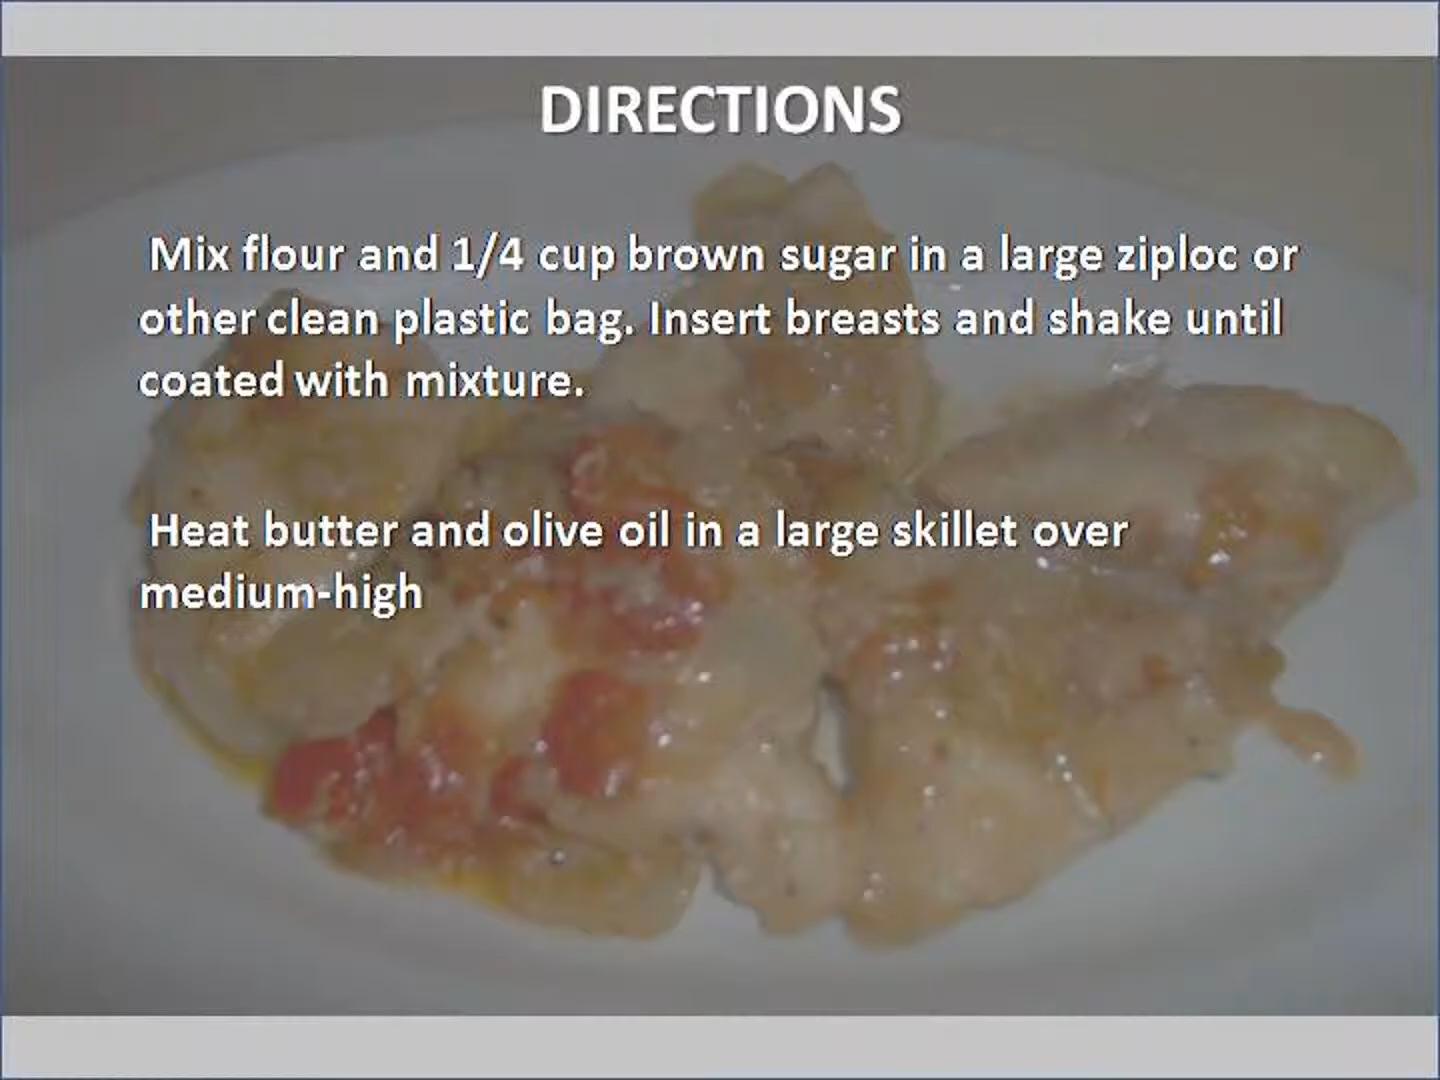 DIRECTIONS
Mix flour and 1/4 cup brown sugar in a large ziploc or
other clean plastic bag. Insert breasts and shake until
coated with mixture.
Heat butter and olive oil in a large skillet over
medium-high